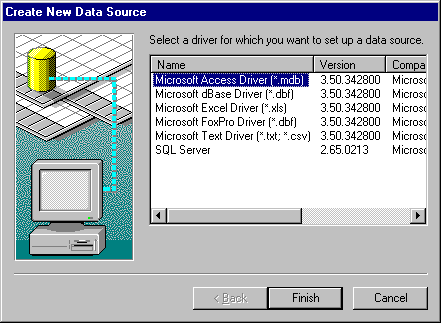 Create New Data Source
Select a driver for which you want to set up a data source.
Name Version Compa
Microsoft Access Driver (*.mdb) 3.50.342800 Microso
Microsoft dBase Driver (*.dbf) 3.50.342800 Microso
Microsoft Excel Driver (*.xls) 3.50.342800 Microso
Microsoft FoxPro Driver (*.dbf) 3.50.342800 Microso
Microsoft Text Driver (*.txt; *.csv) 3.50.342800 Microso
SQL Server 2.65.0213 Microso
< Back Finish Cancel